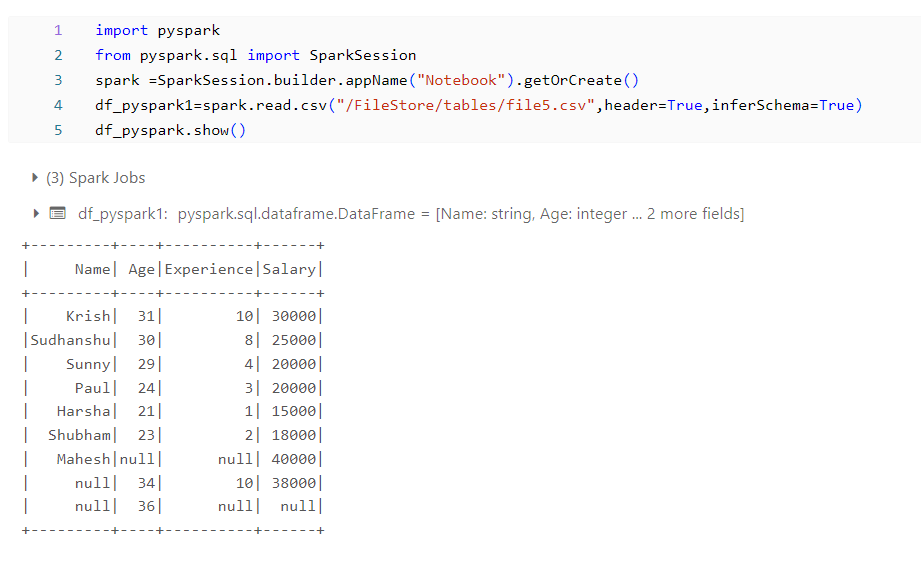 1 import pyspark
2 from pyspark.sql import SparkSession
3 spark =SparkSession.builder.appName("Notebook").getOrCreate()
4 df_pyspark1=spark.read.csv("/FileStore/tables/file5.csv",header=True,inferSchema=True)
5 df_pyspark.show()
(3) Spark Jobs
df_pyspark1: pyspark.sql.dataframe.DataFrame = [Name: string, Age: integer ... 2 more fields]
+---------+----+----------+------+
|     Name| Age|Experience|Salary|
+---------+----+----------+------+
|    Krish|  31|        10| 30000|
|Sudhanshu|  30|         8| 25000|
|    Sunny|  29|         4| 20000|
|     Paul|  24|         3| 20000|
|   Harsha|  21|         1| 15000|
|  Shubham|  23|         2| 18000|
|   Mahesh|null|      null| 40000|
|     null|  34|        10| 38000|
|     null|  36|      null|  null|
+---------+----+----------+------+